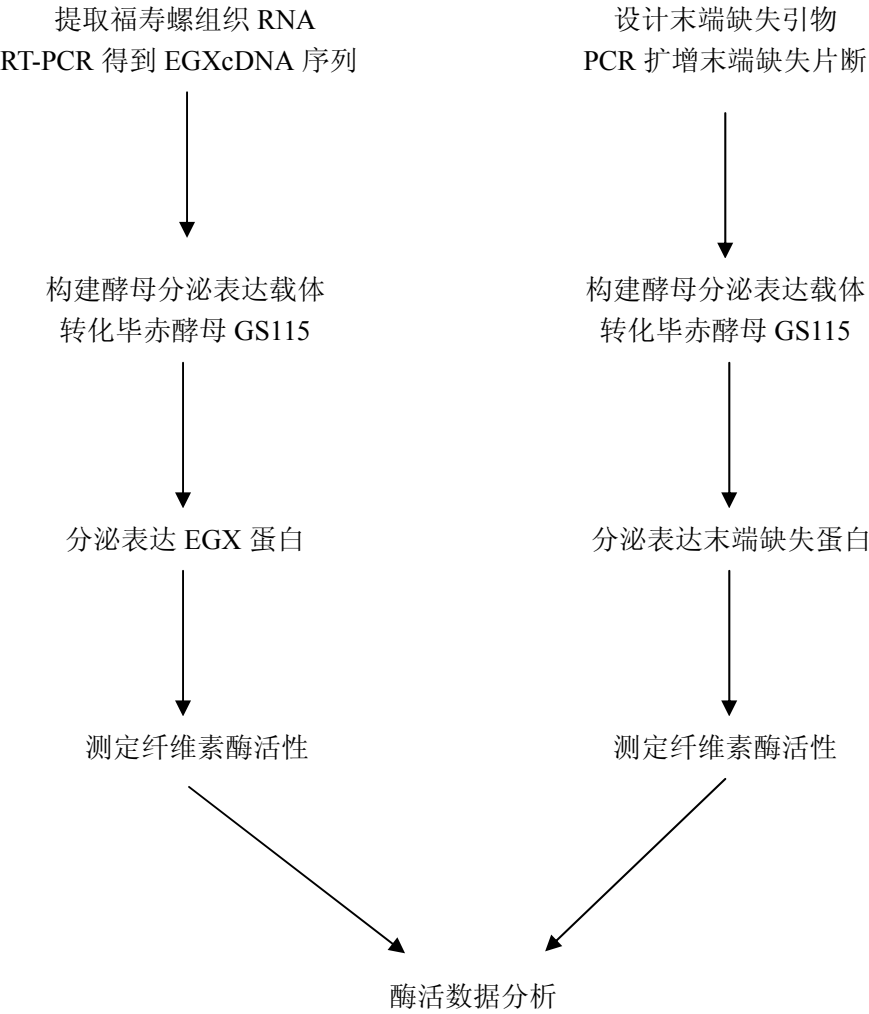 提取福寿螺组织 RNA
RT-PCR 得到 EGXcDNA 序列
设计末端缺失引物
PCR 扩增末端缺失片断
构建酵母分泌表达载体
转化毕赤酵母 GS115
构建酵母分泌表达载体
转化毕赤酵母 GS115
分泌表达 EGX 蛋白
分泌表达末端缺失蛋白
测定纤维素酶活性
测定纤维素酶活性
酶活数据分析